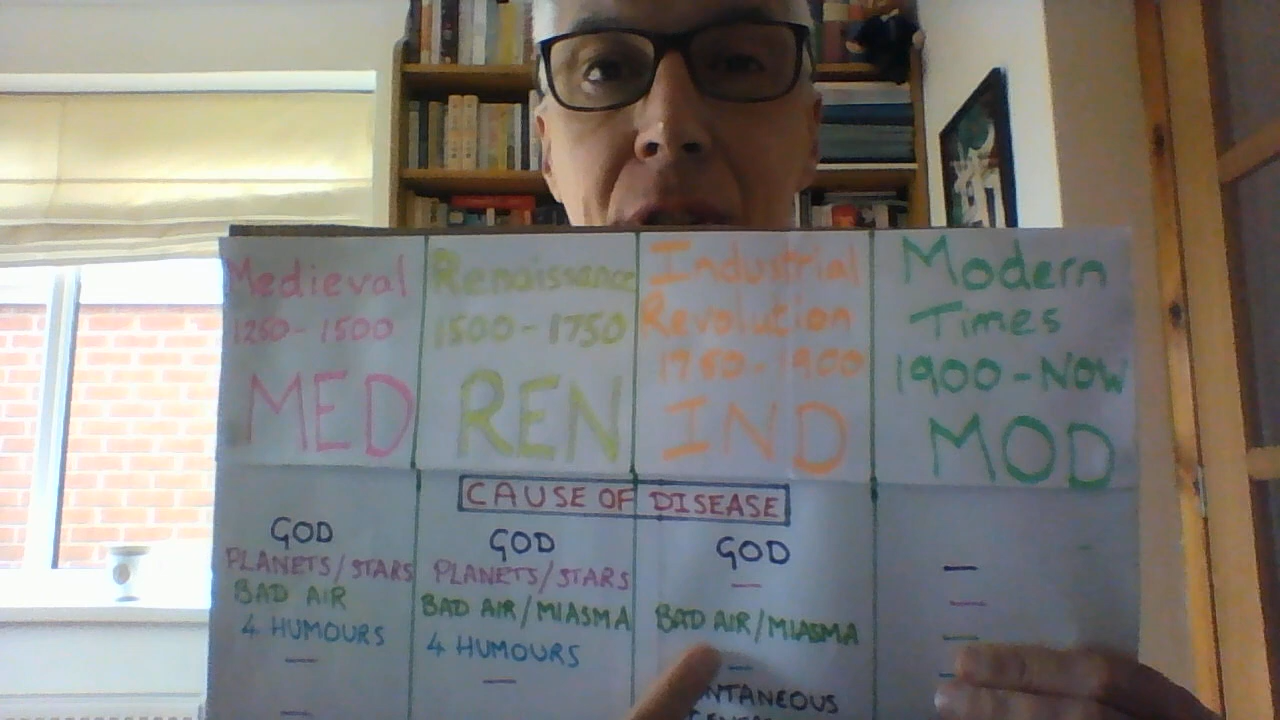 Medieval
1250-1500
MED
Renaissance
1500-1750
REN
Industrial
Revolution
1750-1900
IND
Modern
Times
1900-NOW
MOD
CAUSE OF DISEASE
GOD
PLANETS/STARS
BAD AIR
4 HUMOURS
GOD
PLANETS/STARS
BAD AIR/MIASMA
4 HUMOURS
GOD
BAD AIR/MIASMA